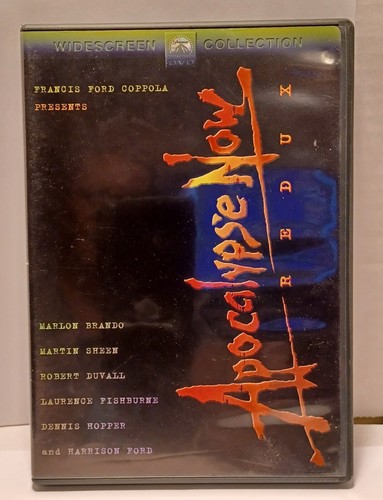 WIDESCREEN COLLECTION
DVD
FRANCIS FORD COPPOLA
PRESENTS
Apocalypse Now
REDUX
MARLON BRANDO
MARTIN SHEEN
ROBERT DUVALL
LAURENCE FISHBURNE
DENNIS HOPPER
and HARRISON FORD